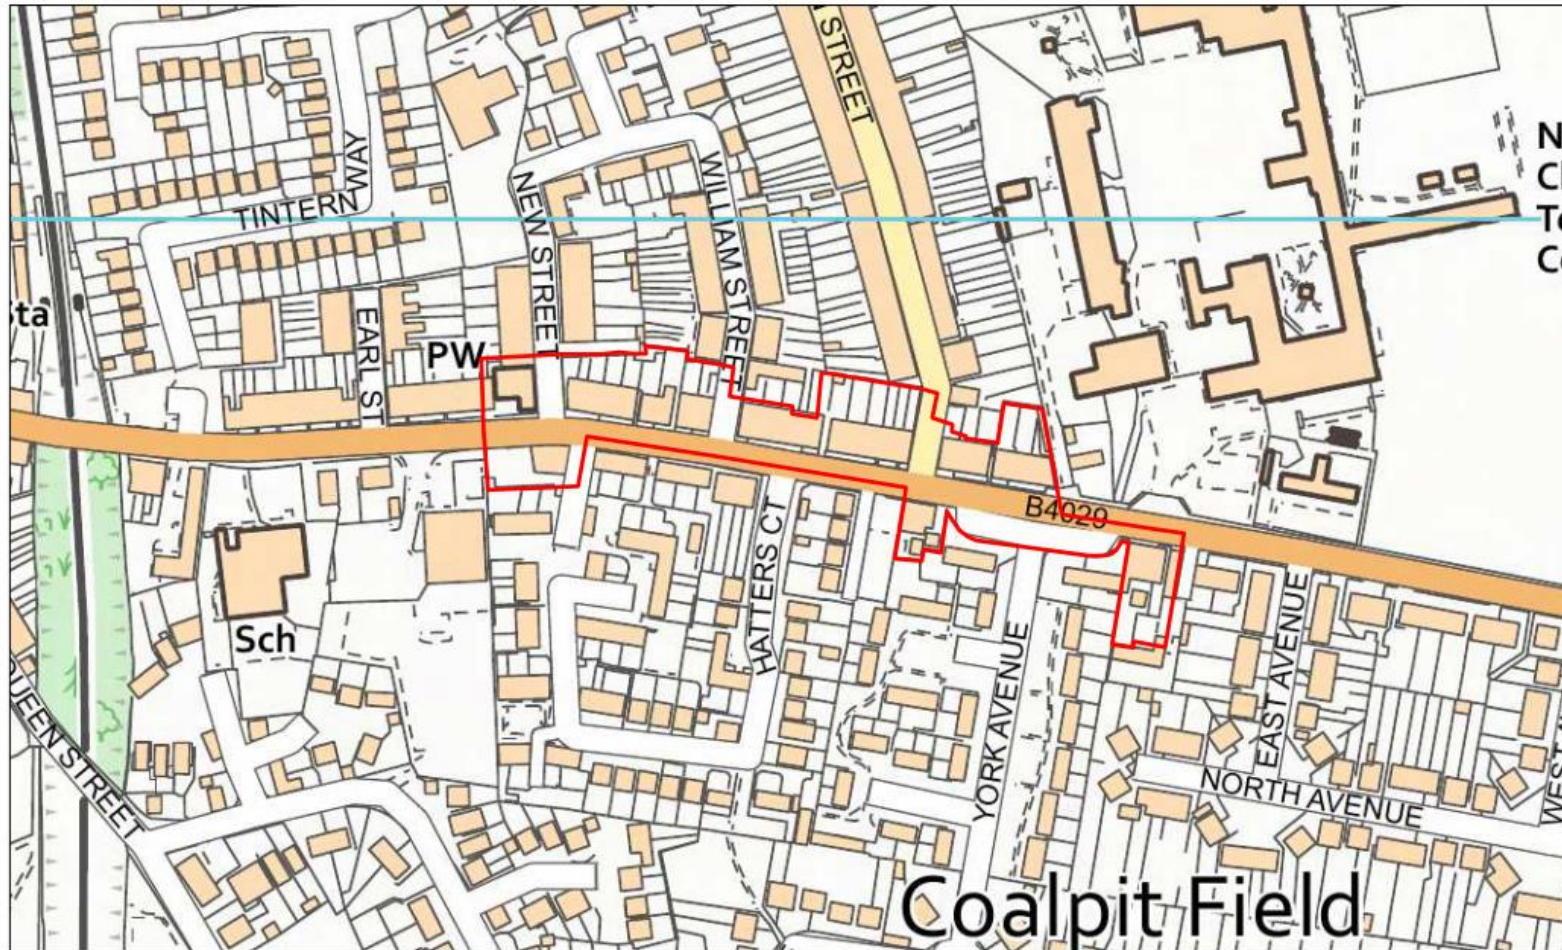 N STREET
TINTERN WAY
NEW STREET
WILLIAM STREET
EARL ST
PW
Sta
B4029
HATTERS CT
Sch
QUEEN STREET
YORK AVENUE
EAST AVENUE
NORTH AVENUE
Coalpit Field